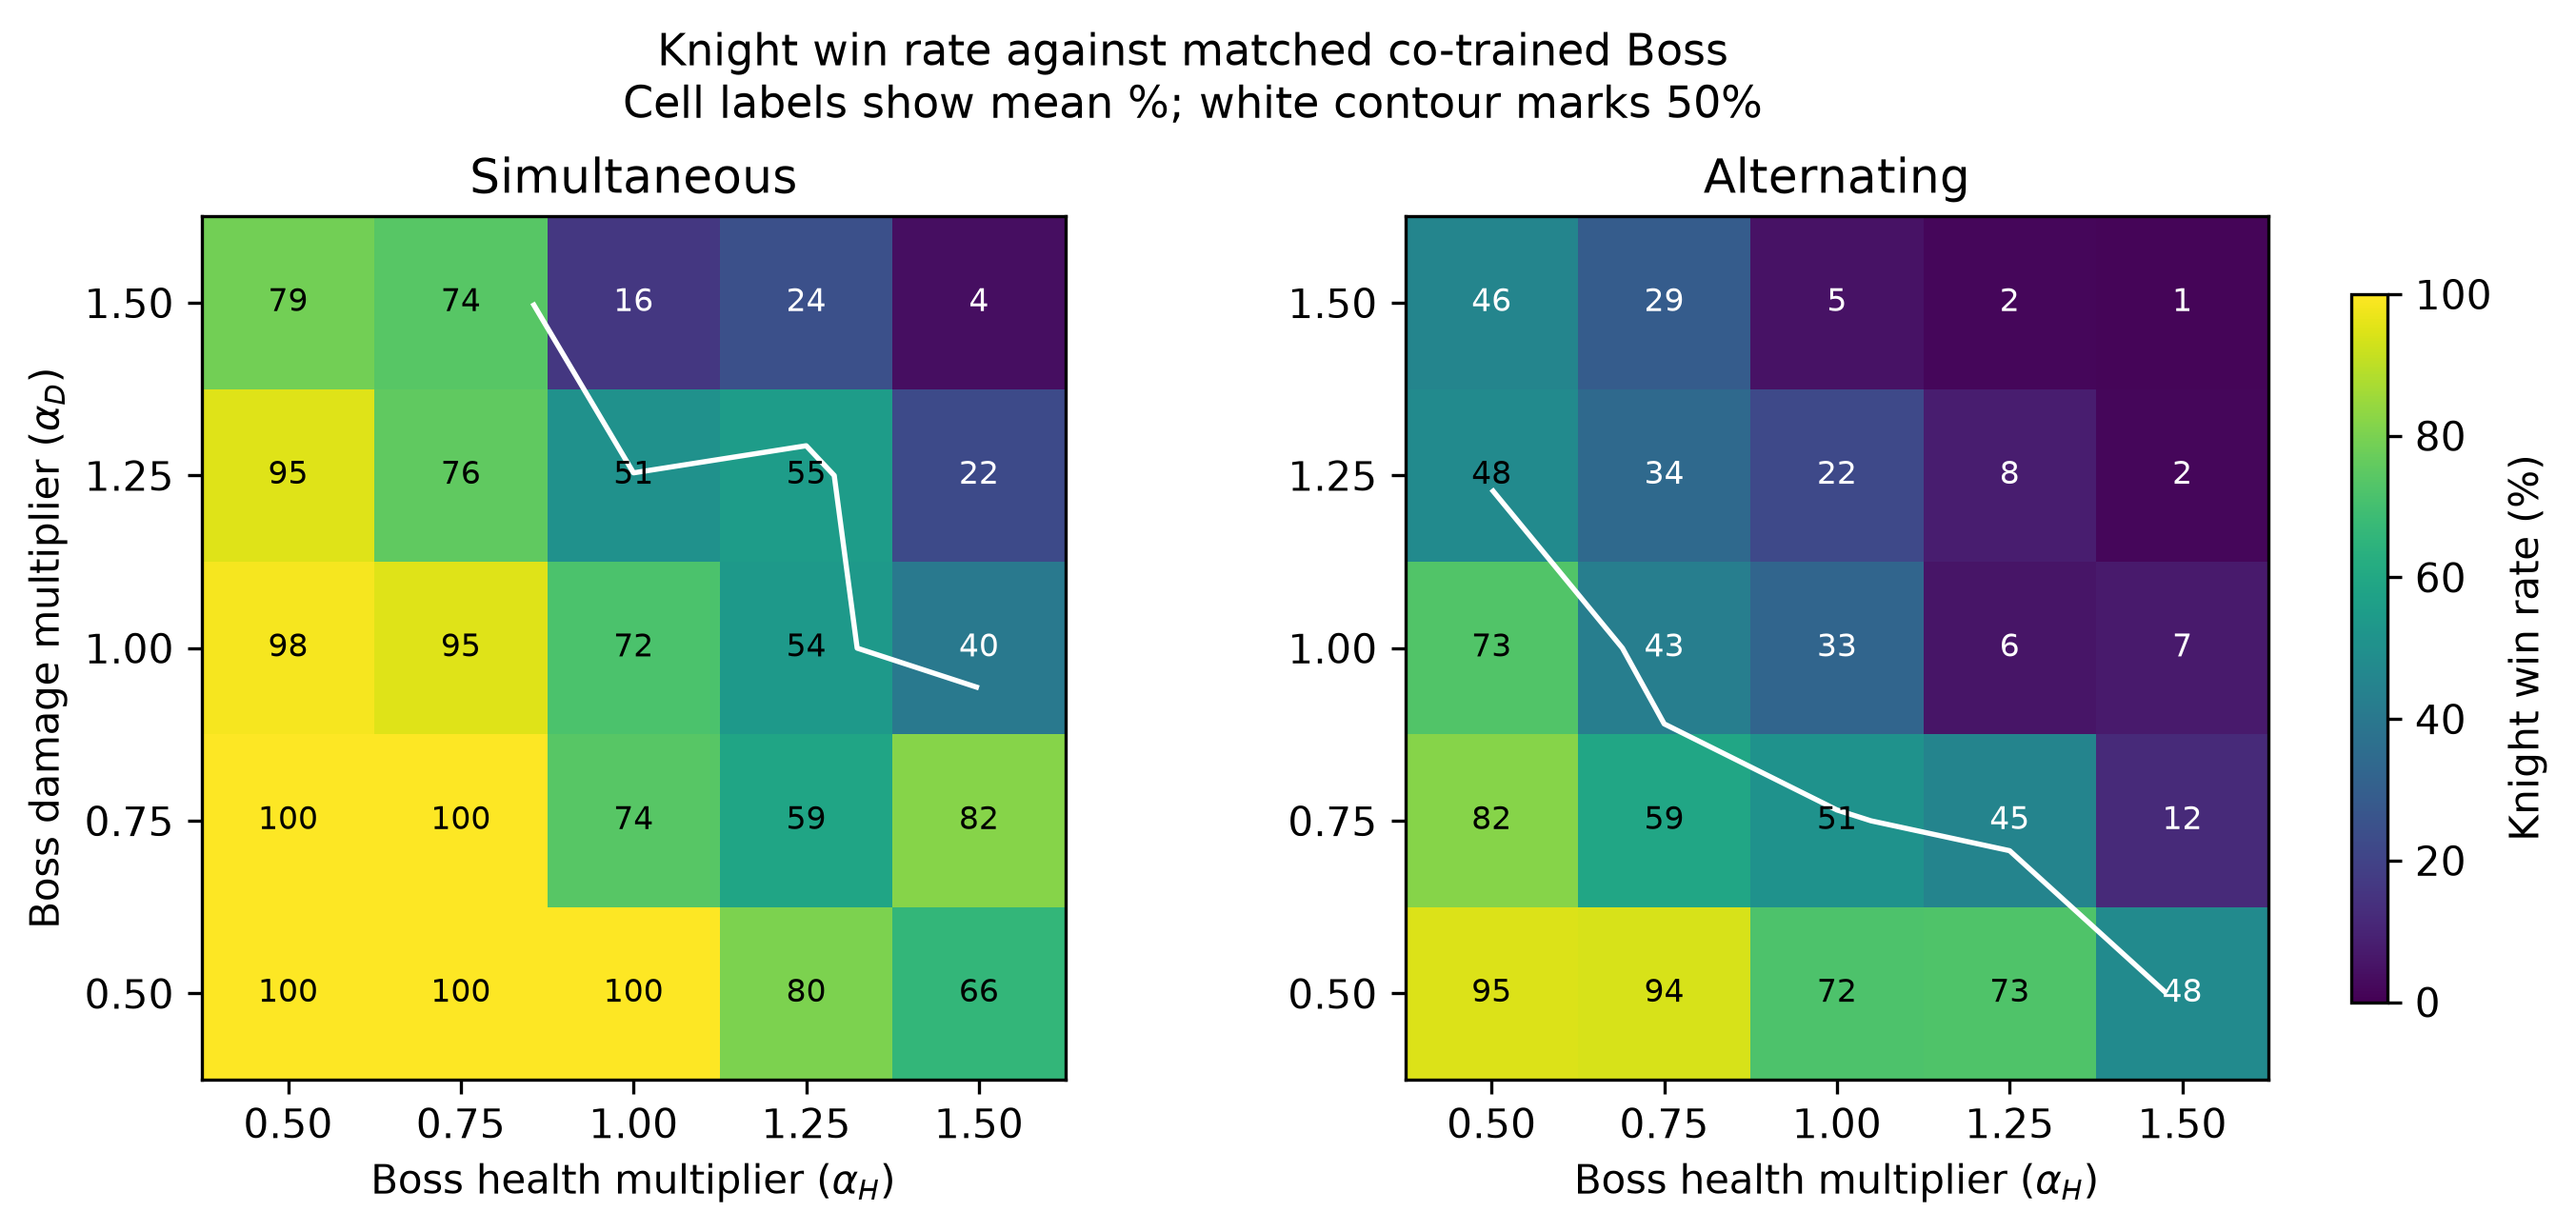 Knight win rate against matched co-trained Boss
Cell labels show mean %; white contour marks 50%
Simultaneous
Boss damage multiplier (α_D)
1.50 79 74 16 24 4
1.25 95 76 51 55 22
1.00 98 95 72 54 40
0.75 100 100 74 59 82
0.50 100 100 100 80 66
0.50 0.75 1.00 1.25 1.50
Boss health multiplier (α_H)
Alternating
1.50 46 29 5 2 1
1.25 48 34 22 8 2
1.00 73 43 33 6 7
0.75 82 59 51 45 12
0.50 95 94 72 73 48
0.50 0.75 1.00 1.25 1.50
Boss health multiplier (α_H)
100
80
60
40
20
0
Knight win rate (%)